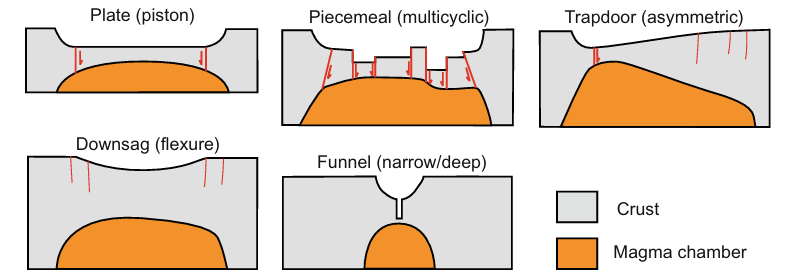 Plate (piston)
Piecemeal (multicyclic)
Trapdoor (asymmetric)
Downsag (flexure)
Funnel (narrow/deep)
Crust
Magma chamber